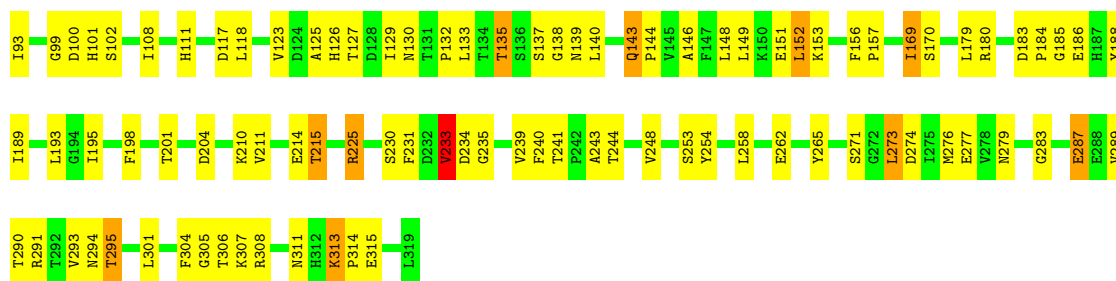 I93 G99 D100 H101 S102 I108 H111 D117 L118 V123 D124 A125 H126 T127 D128 I129 N130 T131 P132 L133 T134 T135 S136 S137 G138 N139 L140 Q143 P144 V145 A146 F147 L148 L149 K150 E151 L152 K153 F156 P157 I169 S170 L179 R180 D183 P184 G185 E186 H187 Y188
I189 L193 G194 I195 F198 T201 D204 K210 V211 E214 T215 R225 S230 F231 D232 V233 D234 G235 V239 F240 T241 P242 A243 T244 V248 S253 Y254 L258 E262 Y265 S271 G272 L273 D274 I275 M276 E277 V278 N279 G283 E287 E288
T290 R291 T292 V293 N294 T295 L301 F304 G305 T306 K307 R308 N311 H312 K313 P314 E315 L319